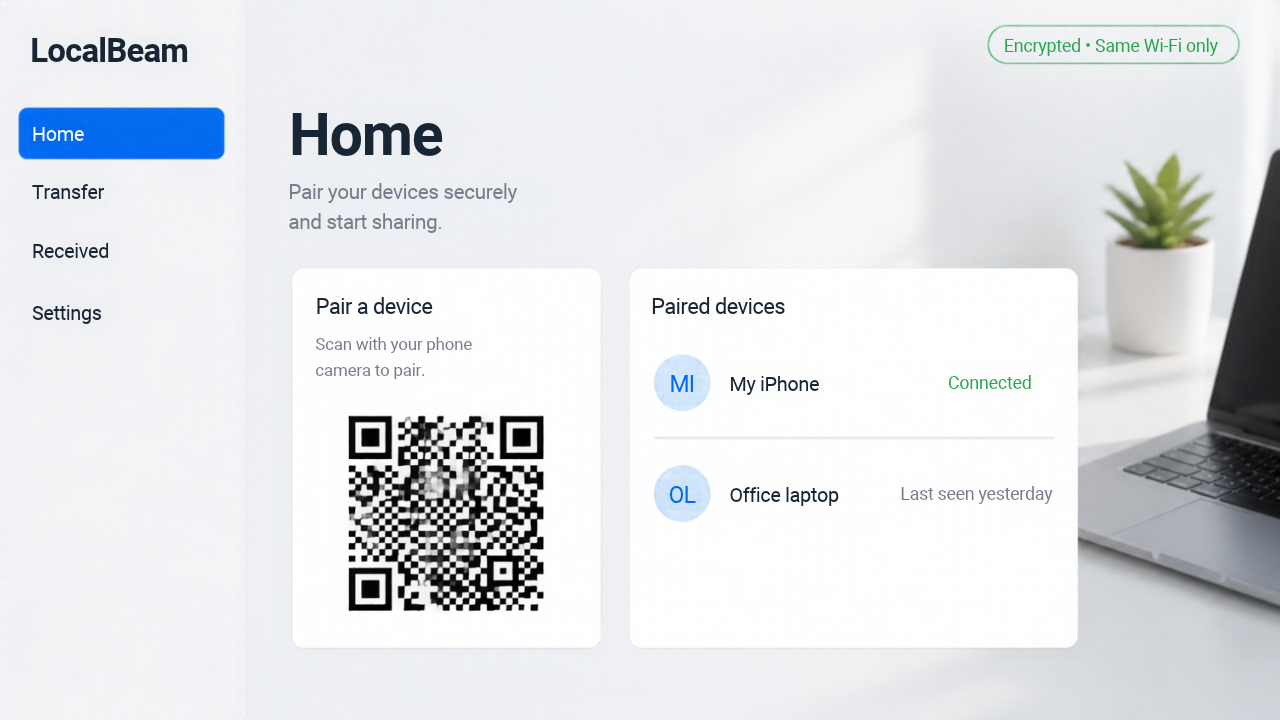 LocalBeam
Encrypted • Same Wi-Fi only
Home
Transfer
Received
Settings
Home
Pair your devices securely
and start sharing.
Pair a device
Scan with your phone
camera to pair.
Paired devices
MI
My iPhone
Connected
OL
Office laptop
Last seen yesterday